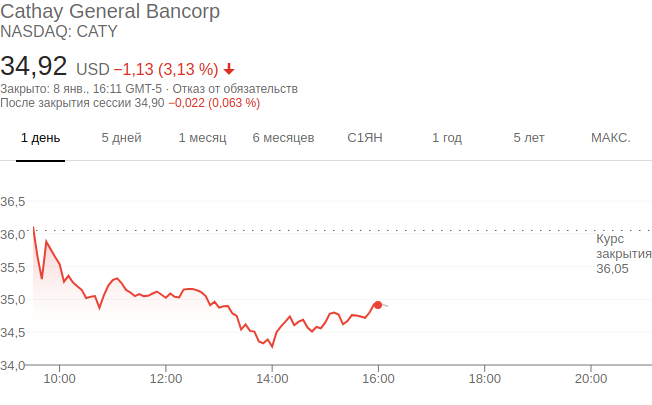 Cathay General Bancorp
NASDAQ: CATY
34,92 USD −1,13 (3,13 %)
Закрыто: 8 янв., 16:11 GMT-5 · Отказ от обязательств
После закрытия сессии 34,90 −0,022 (0,063 %)
1 день 5 дней 1 месяц 6 месяцев С1ЯН 1 год 5 лет МАКС.
36,5
36,0
Курс
закрытия
36,05
35,5
35,0
34,5
34,0
10:00 12:00 14:00 16:00 18:00 20:00